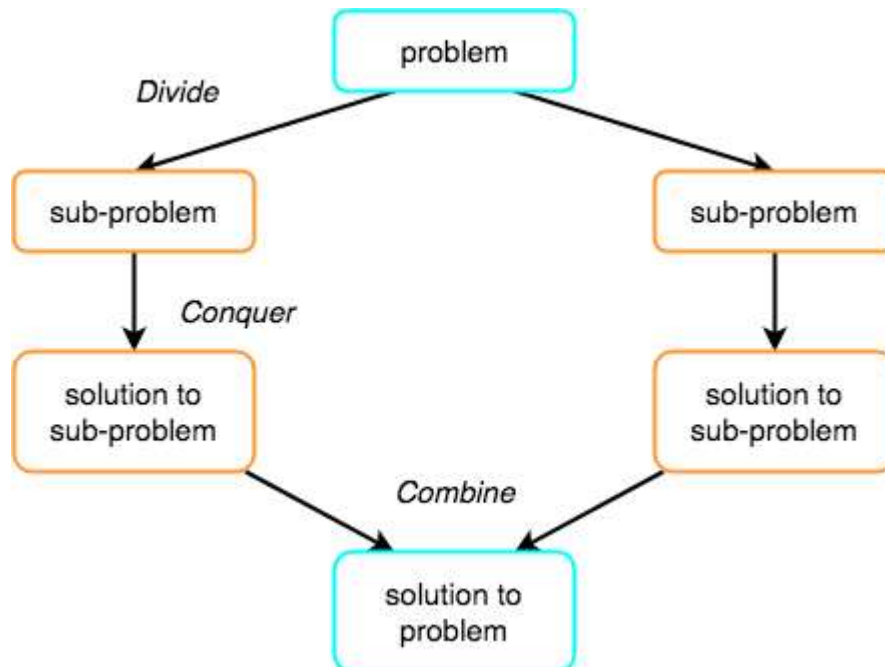 problem
Divide
sub-problem
sub-problem
Conquer
solution to
sub-problem
solution to
sub-problem
Combine
solution to
problem